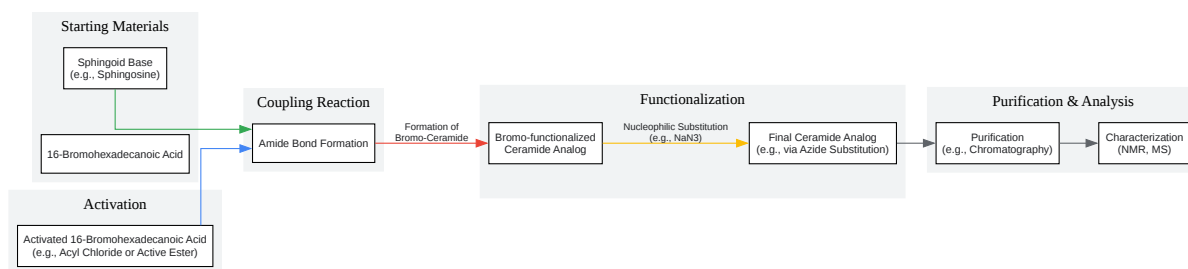 Starting Materials
Sphingoid Base
(e.g., Sphingosine)
16-Bromohexadecanoic Acid
Activation
Activated 16-Bromohexadecanoic Acid
(e.g., Acyl Chloride or Active Ester)
Coupling Reaction
Amide Bond Formation
Formation of
Bromo-Ceramide
Functionalization
Bromo-functionalized
Ceramide Analog
Nucleophilic Substitution
(e.g., NaN3)
Final Ceramide Analog
(e.g., via Azide Substitution)
Purification & Analysis
Purification
(e.g., Chromatography)
Characterization
(NMR, MS)